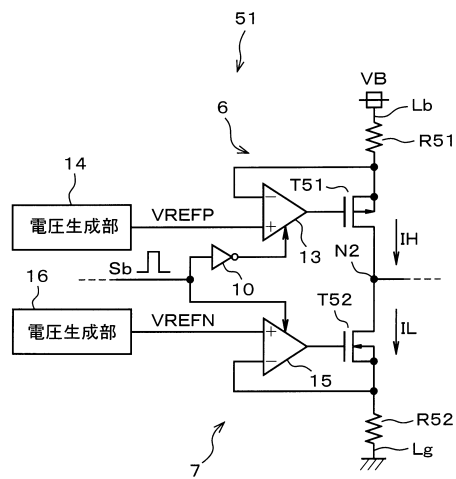 51
VB
Lb
6
R51
14
T51
電圧生成部
VREFP
−
+
13
IH
Sb
10
N2
16
T52
IL
電圧生成部
VREFN
+
−
15
R52
7
Lg